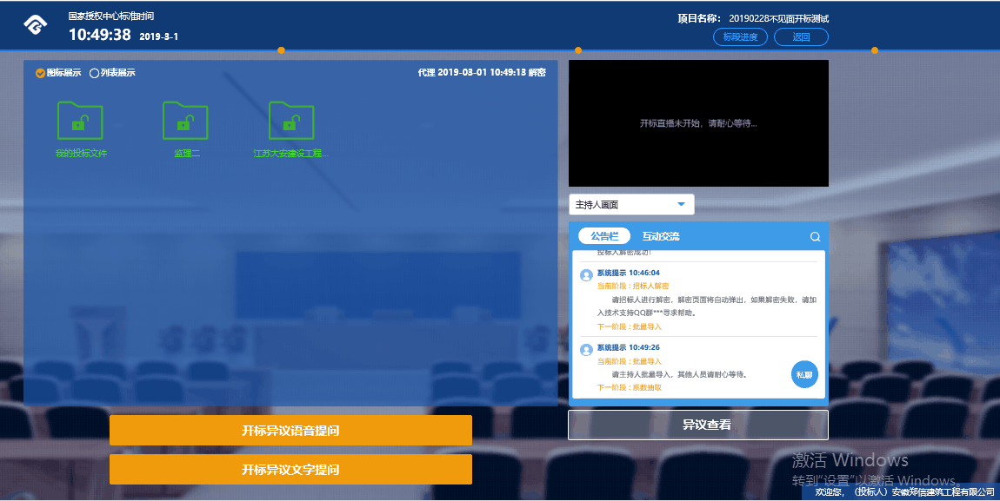 国家授权中心标准时间
10:49:38 2019-3-1
项目名称： 20190228不见面开标测试
标段进度 返回
图标展示 列表展示
代理 2019-03-01 10:49:13 解密
我的投标文件 监理二 江苏大安建设工程...
开标直播未开始，请耐心等待...
主持人画面
公告栏 互动交流
投标人解密成功!
系统提示 10:46:04
当前阶段：招标人解密
请招标人进行解密，解密页面将自动弹出，如果解密失败，请加
入技术支持QQ群***寻求帮助。
下一阶段：批量导入
系统提示 10:49:26
当前阶段：批量导入
请主持人批量导入，其他人员请耐心等待。
下一阶段：系数抽取
私聊
开标异议语音提问
异议查看
开标异议文字提问
激活 Windows
转到“设置”以激活 Windows。
欢迎您，（投标人）安徽郑信建筑工程有限公司